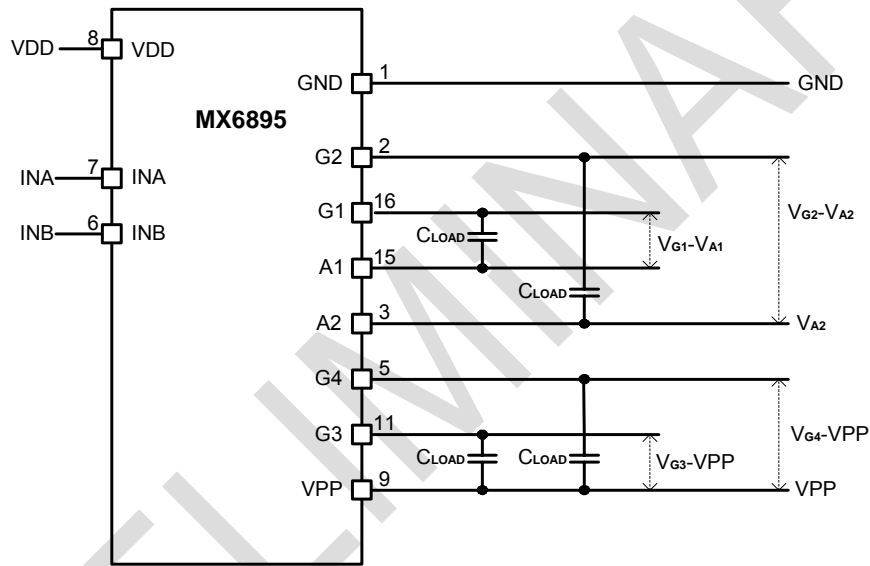 VDD 8 VDD
GND 1 GND
MX6895
G2 2
INA 7 INA
G1 16
VG2-VA2
INB 6 INB
CLOAD
VG1-VA1
A1 15
CLOAD
A2 3 VA2
G4 5
G3 11
VG4-VPP
CLOAD CLOAD VG3-VPP
VPP 9 VPP